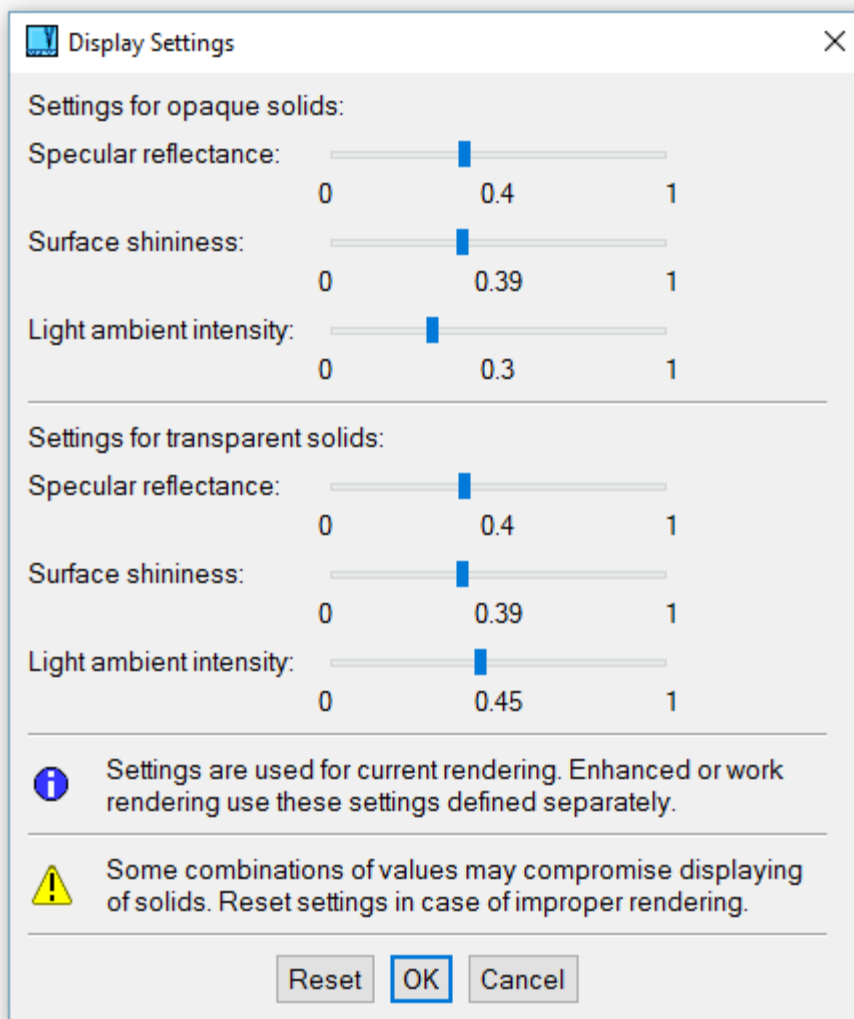 Display Settings
Settings for opaque solids:
Specular reflectance:
0 0.4 1
Surface shininess:
0 0.39 1
Light ambient intensity:
0 0.3 1
Settings for transparent solids:
Specular reflectance:
0 0.4 1
Surface shininess:
0 0.39 1
Light ambient intensity:
0 0.45 1
Settings are used for current rendering. Enhanced or work
rendering use these settings defined separately.
Some combinations of values may compromise displaying
of solids. Reset settings in case of improper rendering.
Reset OK Cancel